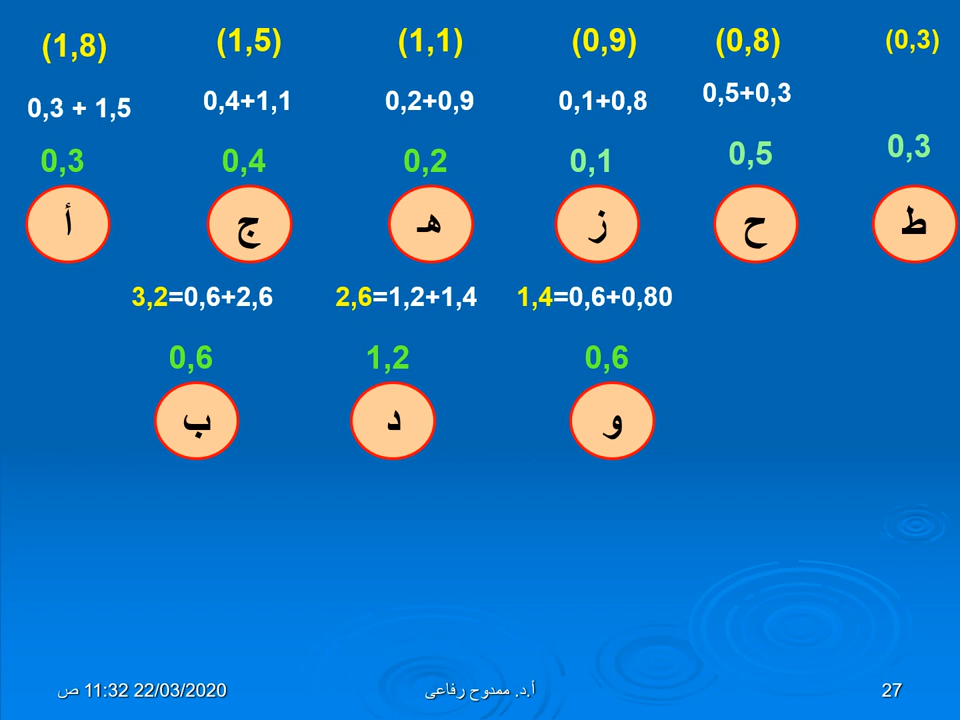 (1,8) (1,5) (1,1) (0,9) (0,8) (0,3)
0,3 + 1,5 0,4+1,1 0,2+0,9 0,1+0,8 0,5+0,3
0,3 0,4 0,2 0,1 0,5 0,3
أ ج هـ ز ح ط
3,2=0,6+2,6 2,6=1,2+1,4 1,4=0,6+0,80
0,6 1,2 0,6
ب د و
22/03/2020 11:32 ص أ.د. ممدوح رفاعى 27